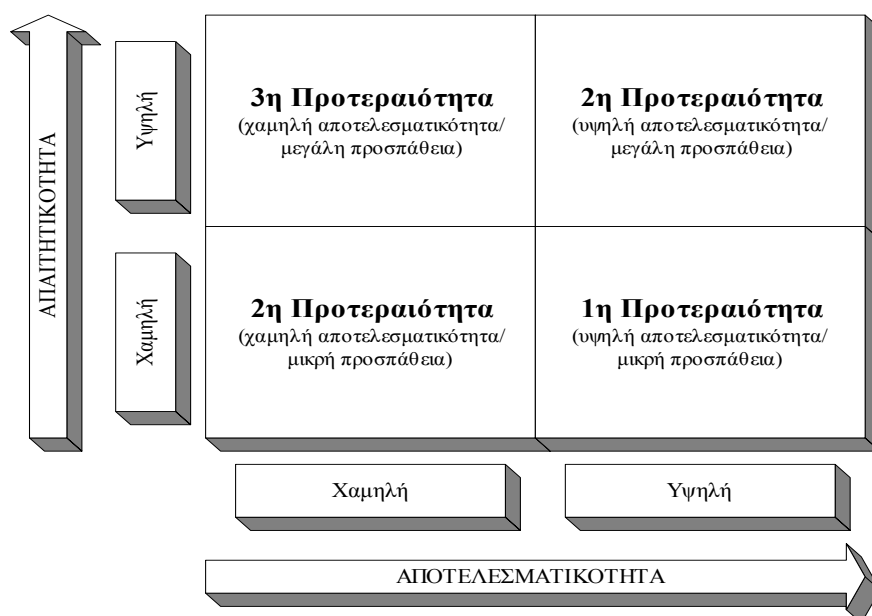 ΑΠΑΙΤΗΤΙΚΟΤΗΤΑ
Υψηλή
3η Προτεραιότητα
(χαμηλή αποτελεσματικότητα/
μεγάλη προσπάθεια)
2η Προτεραιότητα
(υψηλή αποτελεσματικότητα/
μεγάλη προσπάθεια)
Χαμηλή
2η Προτεραιότητα
(χαμηλή αποτελεσματικότητα/
μικρή προσπάθεια)
1η Προτεραιότητα
(υψηλή αποτελεσματικότητα/
μικρή προσπάθεια)
Χαμηλή
Υψηλή
ΑΠΟΤΕΛΕΣΜΑΤΙΚΟΤΗΤΑ